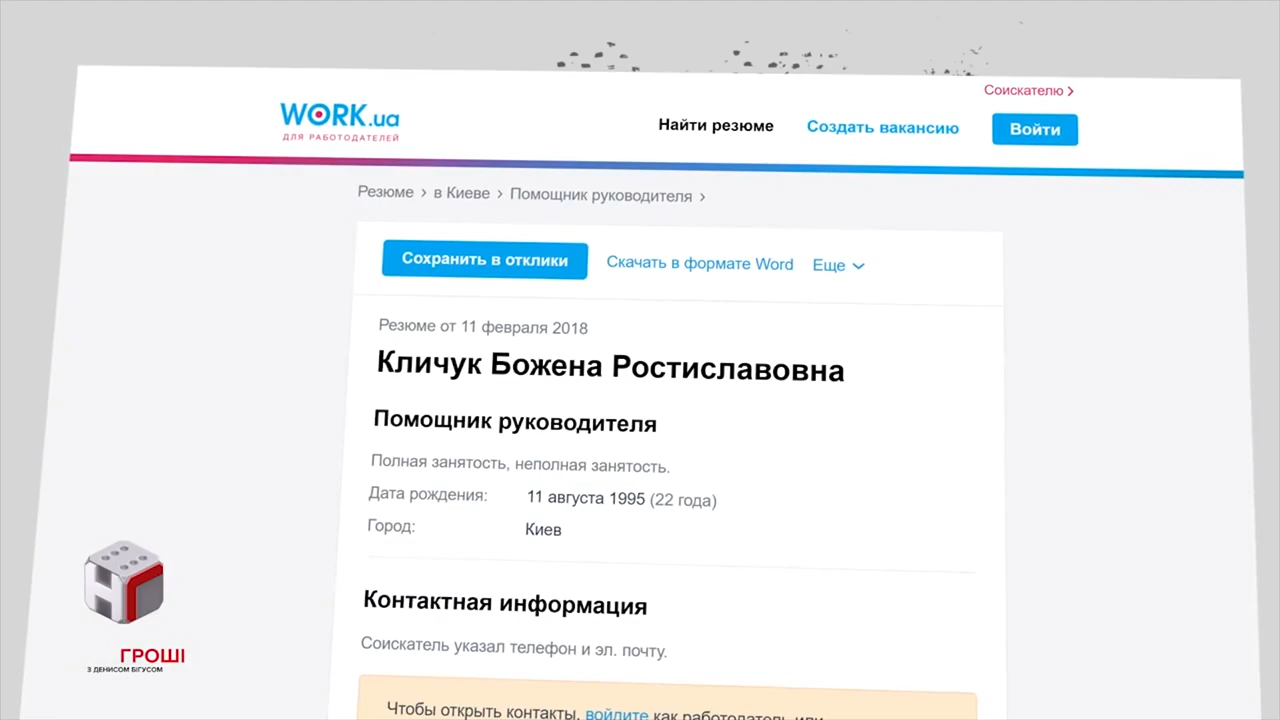 Соискателю
WORK.ua
ДЛЯ РАБОТОДАТЕЛЕЙ
Найти резюме Создать вакансию Войти
Резюме > в Киеве > Помощник руководителя >
Сохранить в отклики Скачать в формате Word Еще
Резюме от 11 февраля 2018
Кличук Божена Ростиславовна
Помощник руководителя
Полная занятость, неполная занятость.
Дата рождения: 11 августа 1995 (22 года)
Город: Киев
Контактная информация
Соискатель указал телефон и эл. почту.
Чтобы открыть контакты, войдите как работодатель или
ГРОШІ
З ДЕНИСОМ БІГУСОМ